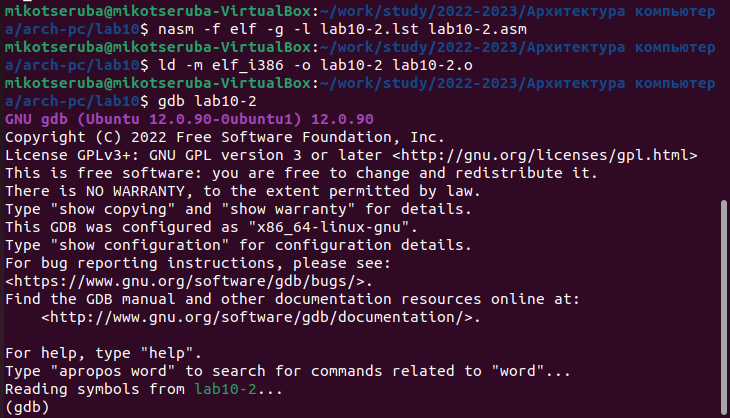 mikotseruba@mikotseruba-VirtualBox:~/work/study/2022-2023/Архитектура компьютер
а/arch-pc/lab10$ nasm -f elf -g -l lab10-2.lst lab10-2.asm
mikotseruba@mikotseruba-VirtualBox:~/work/study/2022-2023/Архитектура компьютер
а/arch-pc/lab10$ ld -m elf_i386 -o lab10-2 lab10-2.o
mikotseruba@mikotseruba-VirtualBox:~/work/study/2022-2023/Архитектура компьютер
а/arch-pc/lab10$ gdb lab10-2
GNU gdb (Ubuntu 12.0.90-0ubuntu1) 12.0.90
Copyright (C) 2022 Free Software Foundation, Inc.
License GPLv3+: GNU GPL version 3 or later <http://gnu.org/licenses/gpl.html>
This is free software: you are free to change and redistribute it.
There is NO WARRANTY, to the extent permitted by law.
Type "show copying" and "show warranty" for details.
This GDB was configured as "x86_64-linux-gnu".
Type "show configuration" for configuration details.
For bug reporting instructions, please see:
<https://www.gnu.org/software/gdb/bugs/>.
Find the GDB manual and other documentation resources online at:
    <http://www.gnu.org/software/gdb/documentation/>.

For help, type "help".
Type "apropos word" to search for commands related to "word"...
Reading symbols from lab10-2...
(gdb)